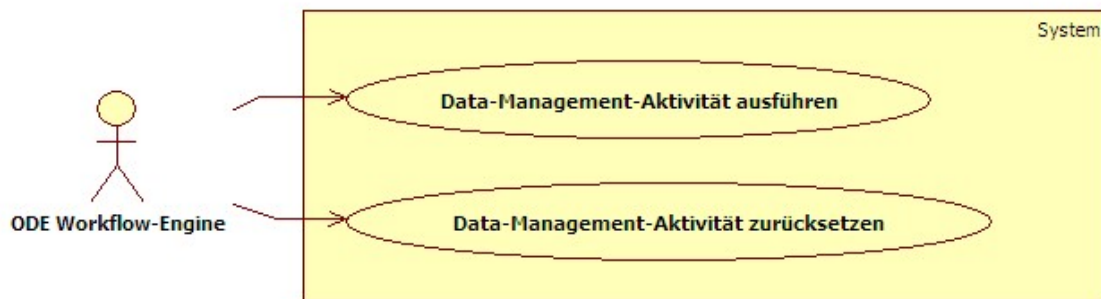 System
Data-Management-Aktivität ausführen
ODE Workflow-Engine
Data-Management-Aktivität zurücksetzen